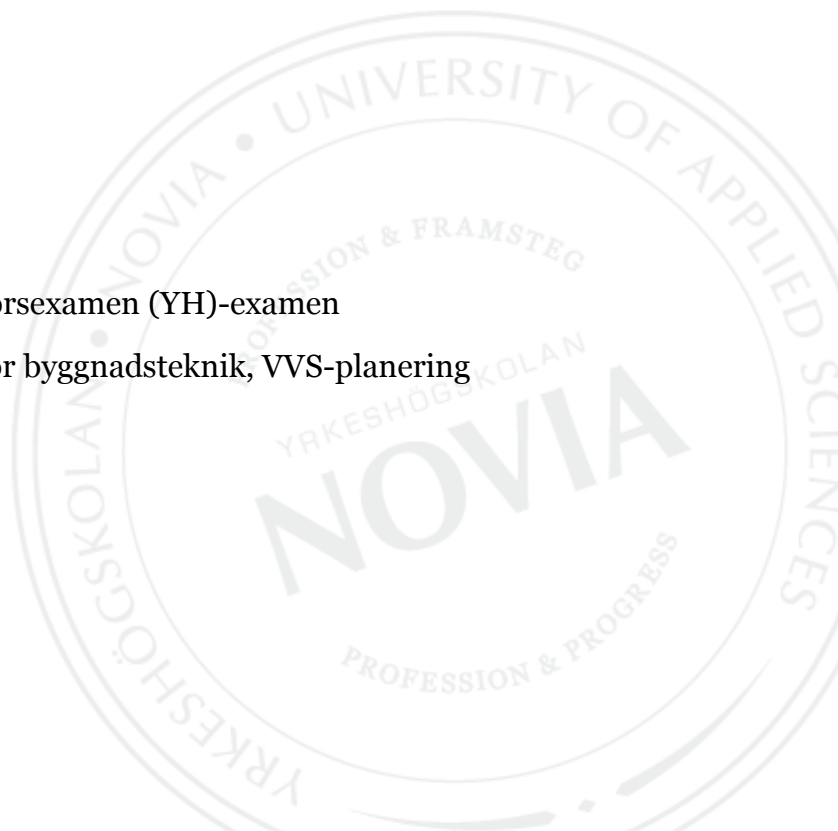 UNIVERSITY OF APPLIED SCIENCES
YRKESHÖGSKOLAN • NOVIA •
PROFESSION & FRAMSTEG
orsexamen (YH)-examen
or byggnadsteknik, VVS-planering
YRKESHÖGSKOLAN
NOVIA
PROFESSION & PROGRESS